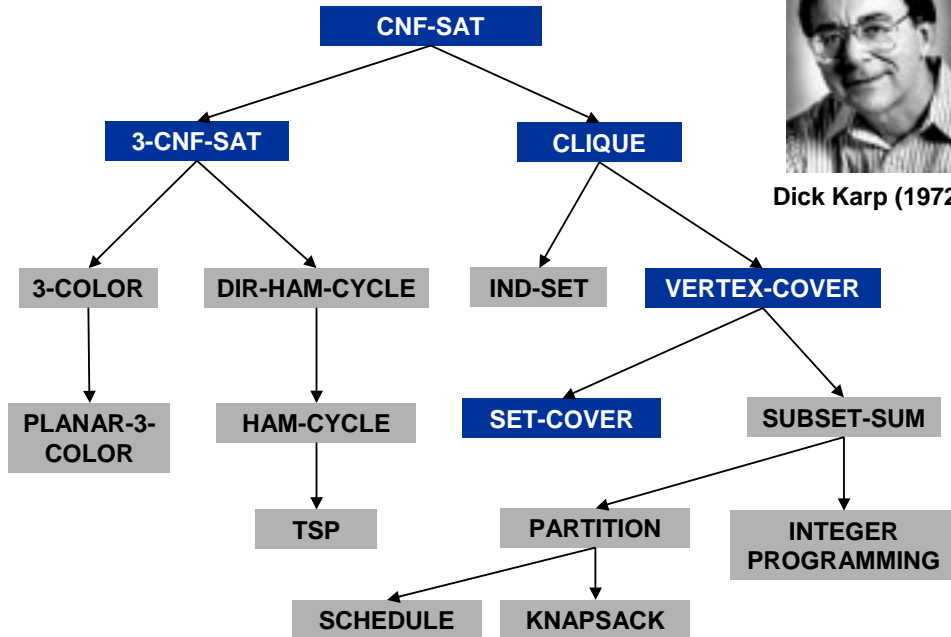 CNF-SAT
3-CNF-SAT
CLIQUE
Dick Karp (1972
3-COLOR
DIR-HAM-CYCLE
IND-SET
VERTEX-COVER
PLANAR-3-
COLOR
HAM-CYCLE
SET-COVER
SUBSET-SUM
TSP
PARTITION
INTEGER
PROGRAMMING
SCHEDULE
KNAPSACK